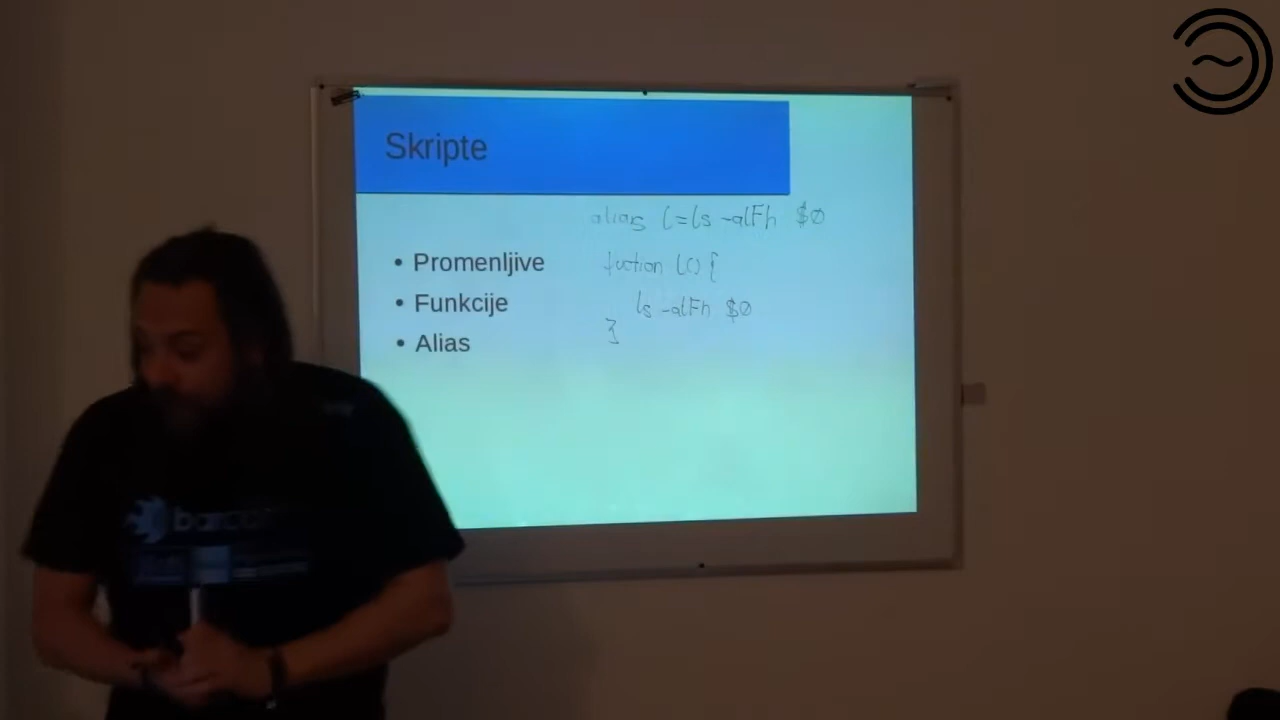 Skripte
alias l=ls -alFh $0
• Promenljive
fuction l() {
• Funkcije
ls -alFh $0
}
• Alias